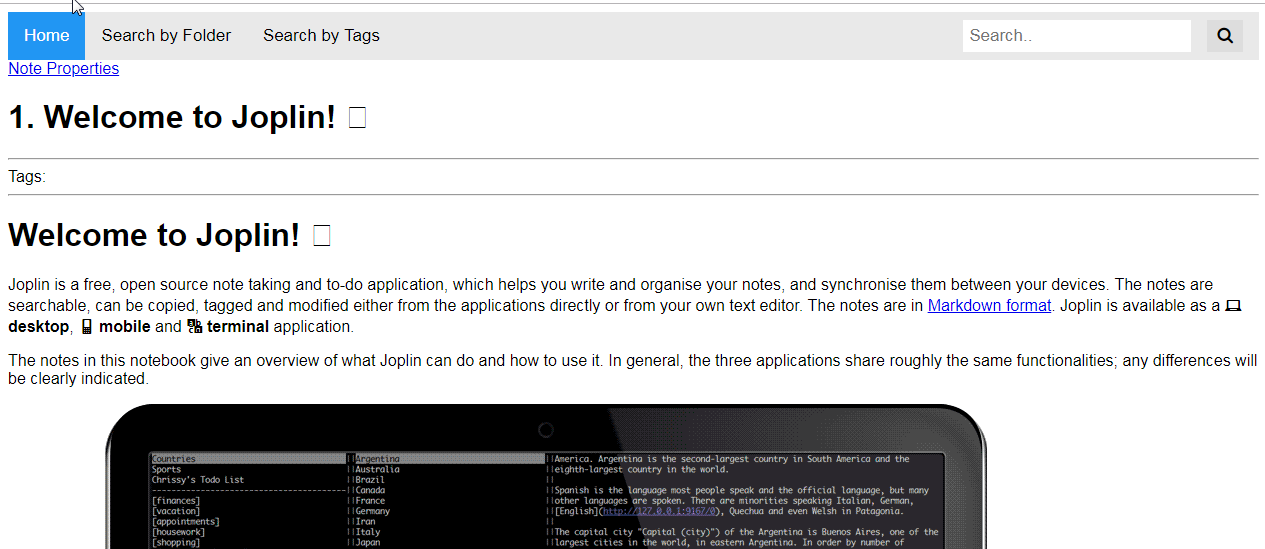 Home Search by Folder Search by Tags Search..
Note Properties
1. Welcome to Joplin!
Tags:
Welcome to Joplin!
Joplin is a free, open source note taking and to-do application, which helps you write and organise your notes, and synchronise them between your devices. The notes are
searchable, can be copied, tagged and modified either from the applications directly or from your own text editor. The notes are in Markdown format. Joplin is available as a
desktop, mobile and terminal application.
The notes in this notebook give an overview of what Joplin can do and how to use it. In general, the three applications share roughly the same functionalities; any differences will
be clearly indicated.
Countries ||Argentina ||America. Argentina is the second-largest country in South America and the
Sports ||Australia ||eighth-largest country in the world.
Chrissy's Todo List ||Brazil ||
--------------------------------------||Canada ||Spanish is the language most people speak and the official language, but many
[finances] ||France ||other languages are spoken. There are minorities speaking Italian, German,
[vacation] ||Germany ||[English](http://127.0.0.1:9167/0), Quechua and even Welsh in Patagonia.
[appointments] ||Iran ||
[housework] ||Italy ||The capital city "Capital (city)") of the Argentina is Buenos Aires, one of the
[shopping] ||Japan ||largest cities in the world, in eastern Argentina. In order by number of